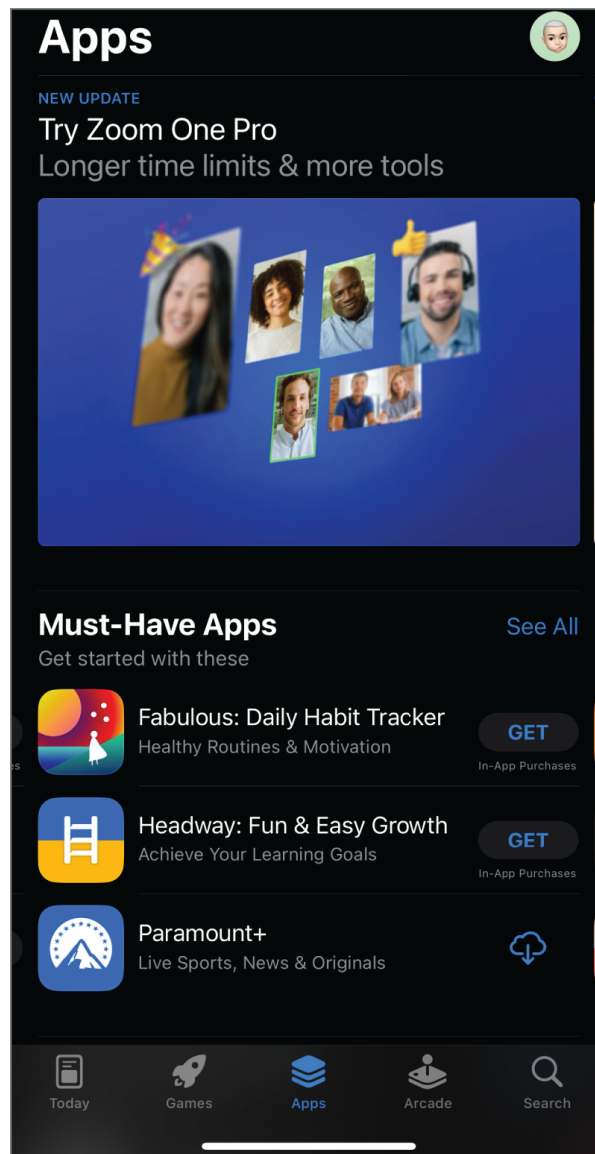 Apps
NEW UPDATE
Try Zoom One Pro
Longer time limits & more tools
Must-Have Apps
See All
Get started with these
Fabulous: Daily Habit Tracker
Healthy Routines & Motivation
GET
In-App Purchases
Headway: Fun & Easy Growth
Achieve Your Learning Goals
GET
In-App Purchases
Paramount+
Live Sports, News & Originals
Today
Games
Apps
Arcade
Search